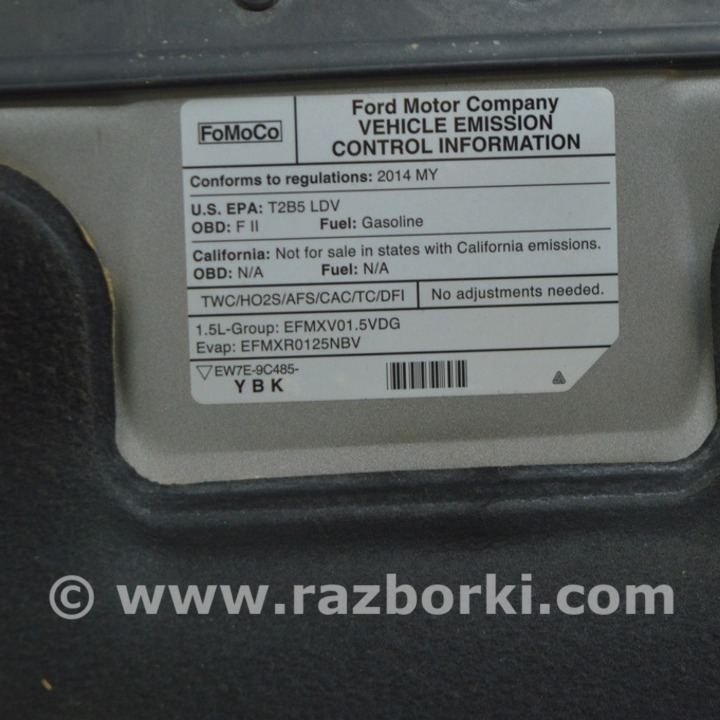 FoMoCo
Ford Motor Company
VEHICLE EMISSION
CONTROL INFORMATION
Conforms to regulations: 2014 MY
U.S. EPA: T2B5 LDV
OBD: F II Fuel: Gasoline
California: Not for sale in states with California emissions.
OBD: N/A Fuel: N/A
TWC/HO2S/AFS/CAC/TC/DFI No adjustments needed.
1.5L-Group: EFMXV01.5VDG
Evap: EFMXR0125NBV
EW7E-9C485-
YBK
© www.razborki.com